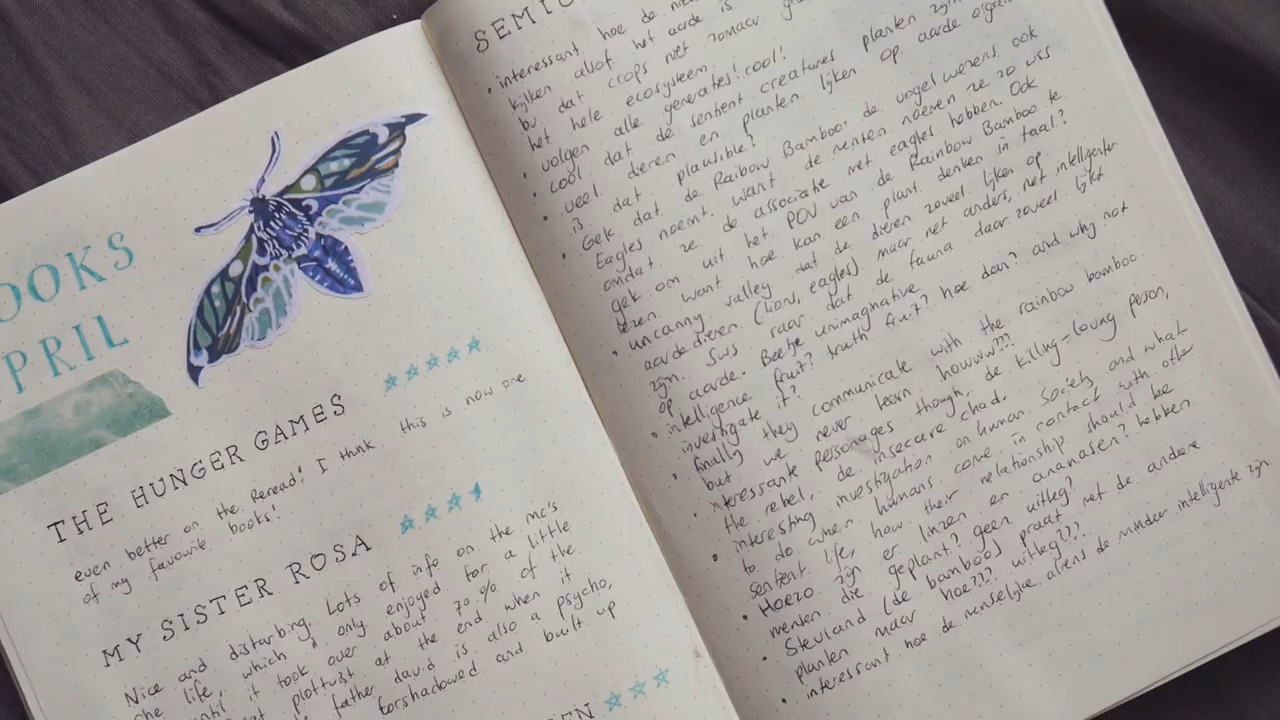 OOKS
PRIL
THE HUNGER GAMES
even better on the Reread! I think this is now one
of my favourite books!
MY SISTER ROSA
Nice and disturbing. Lots of info on the mc's
life, which I only enjoyed for a little
until it took over about 70% of the
plottwist at the end, when it
father david is also a psycho,
forshadowed and built up
EN
SEMIO
• interessant hoe de
kijken alsof het aarde is
bv dat crops niet zomaar
het hele ecosysteem.
• volgen alle generaties! cool!
• cool dat de sentient creatures planten zijn
• veel dieren en planten lijken op aarde
is dat plausible?
• Gek dat de Raibow Bamboo de vogelwezens ook
Eagles noemt, want de mensen noemen ze zo
omdat ze de associatie met eagles hebben. Ook
gek om uit het POV van de Rainbow Bamboo te
lezen, want hoe kan een plant denken in taal?
• uncanny valley dat de dieren zoveel lijken op
aardedieren (lions, eagles) maar net anders, net intelligenter
zijn. Sws raar dat de fauna daar zoveel lijkt
op aarde. Beetje unimaginative
• intelligence fruit? truth fruit? hoe dan? and why not
investigate it?
• finally they communicate with the rainbow bamboo
but we never learn howww???
interessante personages though, de killing-loving person,
the rebel, de insecure chad.
• interesting investigation on human society and what
to do when humans come in contact with other
sentient life, how their relationship should be
• Hoezo zijn er linzen en ananasen? hebben
mensen die geplant? geen uitleg?
• Stevland (de bamboo) praat met de andere
planten maar hoe??? uitleg???
• interessant hoe de menselijke aliens de minder intelligente zijn